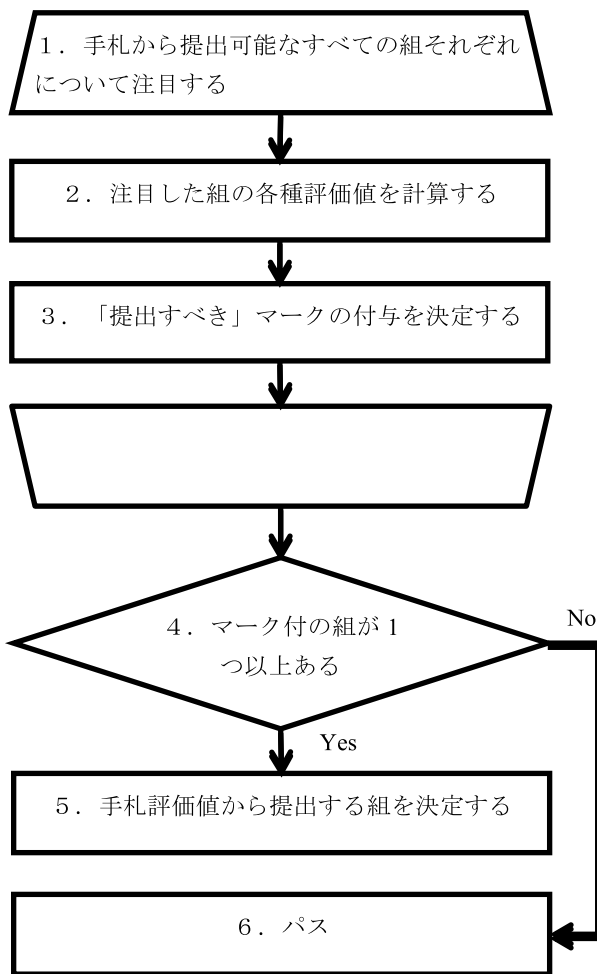 １．手札から提出可能なすべての組それぞれ
について注目する
２．注目した組の各種評価値を計算する
３．「提出すべき」マークの付与を決定する
４．マーク付の組が 1
つ以上ある
No
Yes
５．手札評価値から提出する組を決定する
６．パス